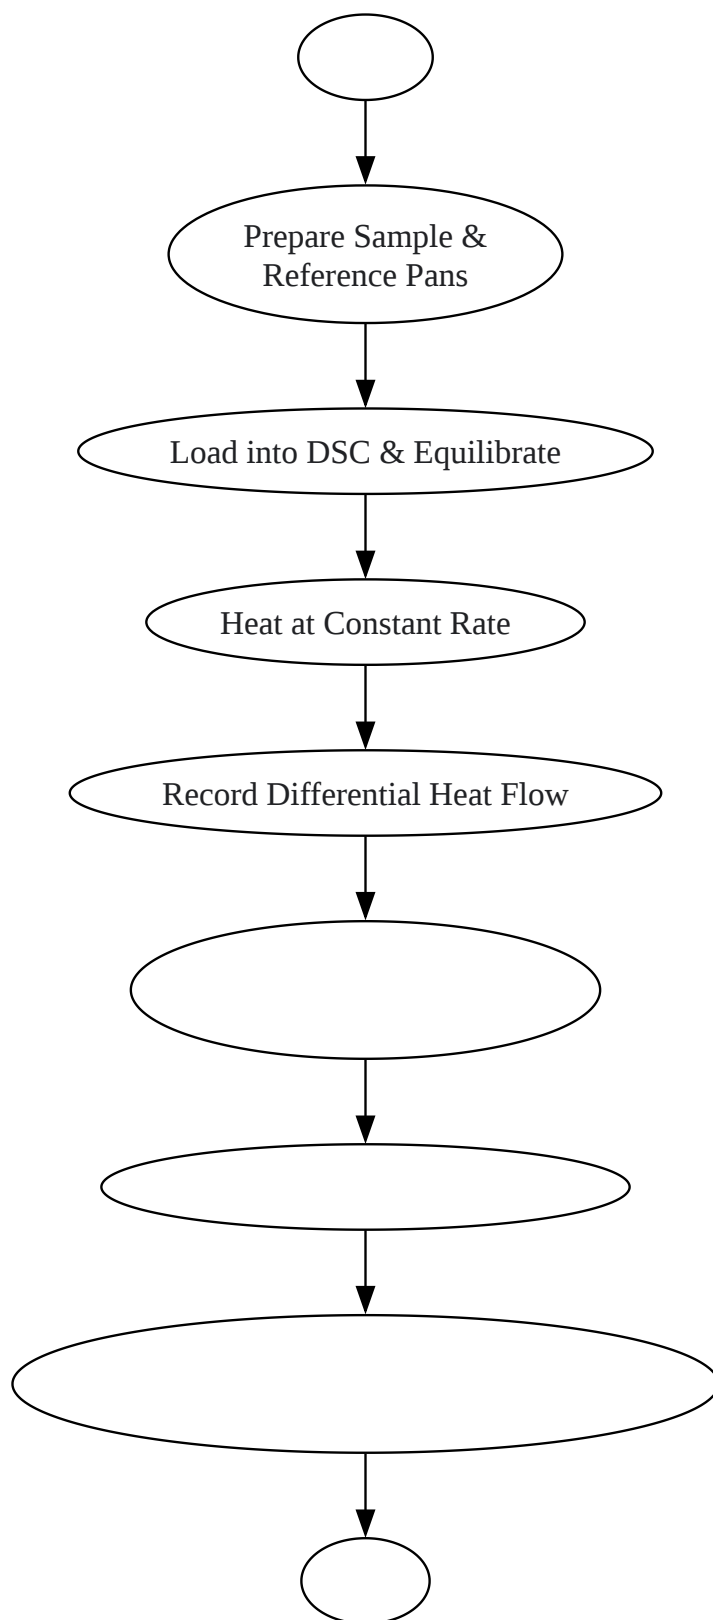 Prepare Sample &
Reference Pans
Load into DSC & Equilibrate
Heat at Constant Rate
Record Differential Heat Flow